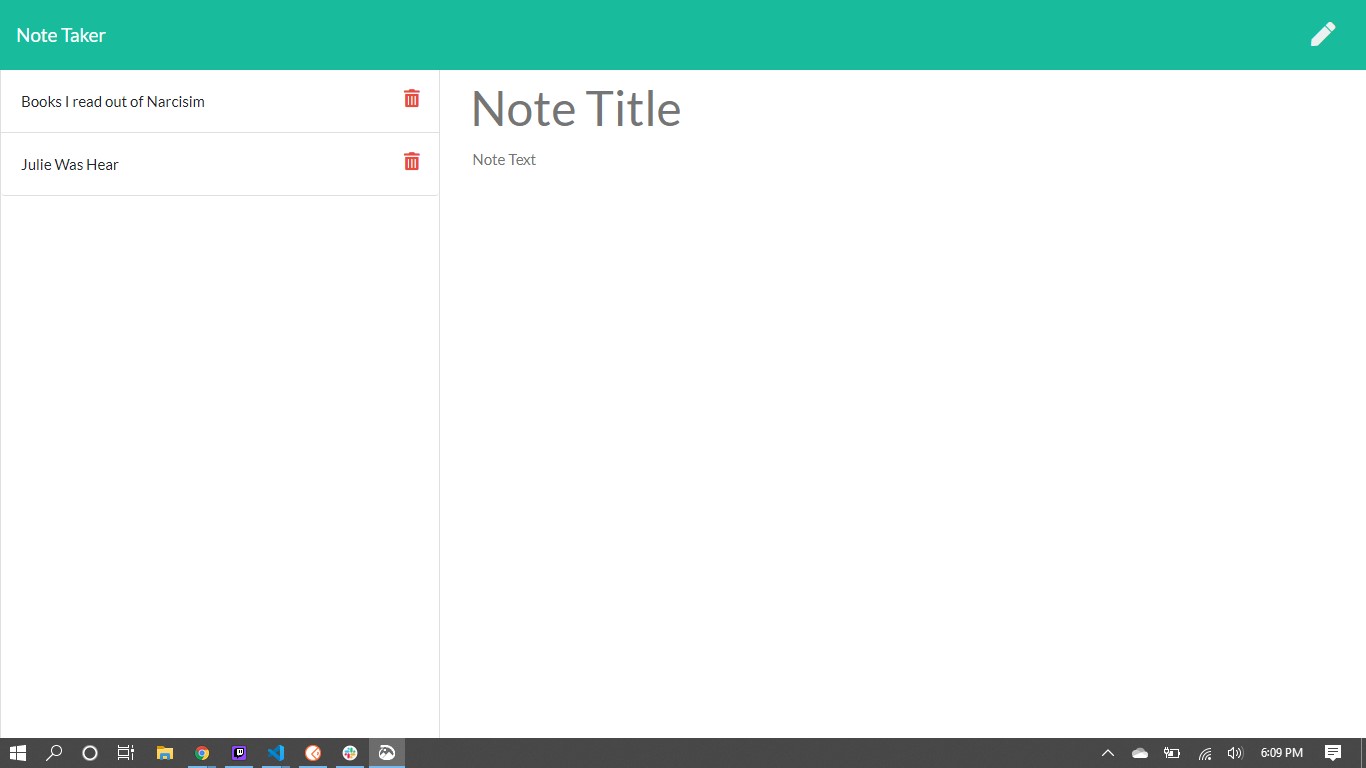 Note Taker
Books I read out of Narcisim
Julie Was Hear
Note Title
Note Text
6:09 PM